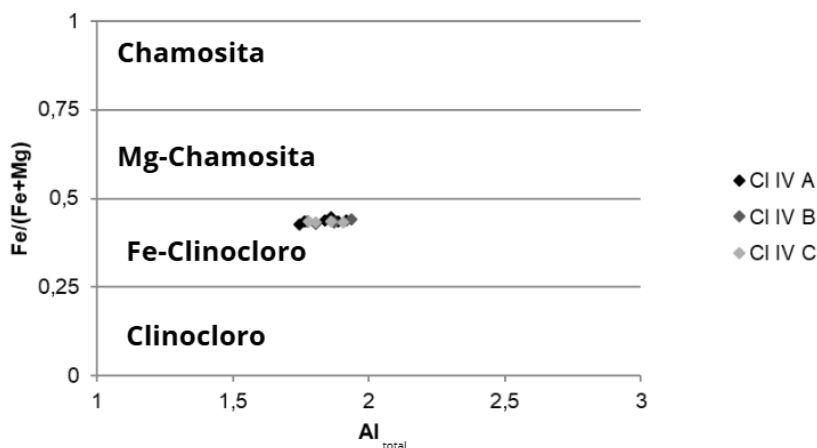 1
Chamosita
0,75
Mg-Chamosita
Fe/(Fe+Mg)
0,5
Fe-Clinocloro
0,25
Clinocloro
0
1 1,5 2 2,5 3
Al total
Cl IV A
Cl IV B
Cl IV C